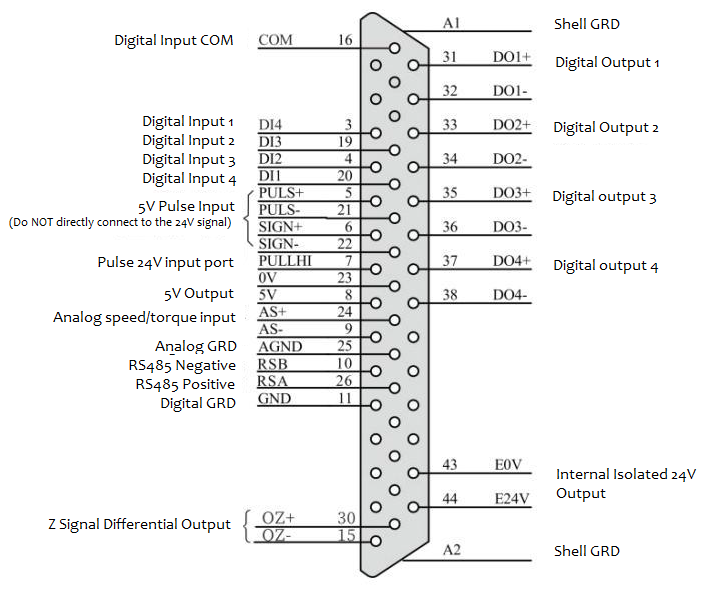 A1 Shell GRD
Digital Input COM COM 16
31 DO1+ Digital Output 1
32 DO1-
Digital Input 1 DI4 3
33 DO2+ Digital Output 2
Digital Input 2 DI3 19
Digital Input 3 DI2 4
34 DO2-
Digital Input 4 DI1 20
PULS+ 5
35 DO3+ Digital output 3
5V Pulse Input PULS- 21
(Do NOT directly connect to the 24V signal) SIGN+ 6
36 DO3-
SIGN- 22
Pulse 24V input port PULLHI 7
37 DO4+ Digital output 4
0V 23
5V Output 5V 8
38 DO4-
Analog speed/torque input AS+ 24
AS- 9
Analog GRD AGND 25
RS485 Negative RSB 10
RS485 Positive RSA 26
Digital GRD GND 11
43 E0V Internal Isolated 24V
Output
44 E24V
Z Signal Differential Output OZ+ 30
OZ- 15
A2 Shell GRD